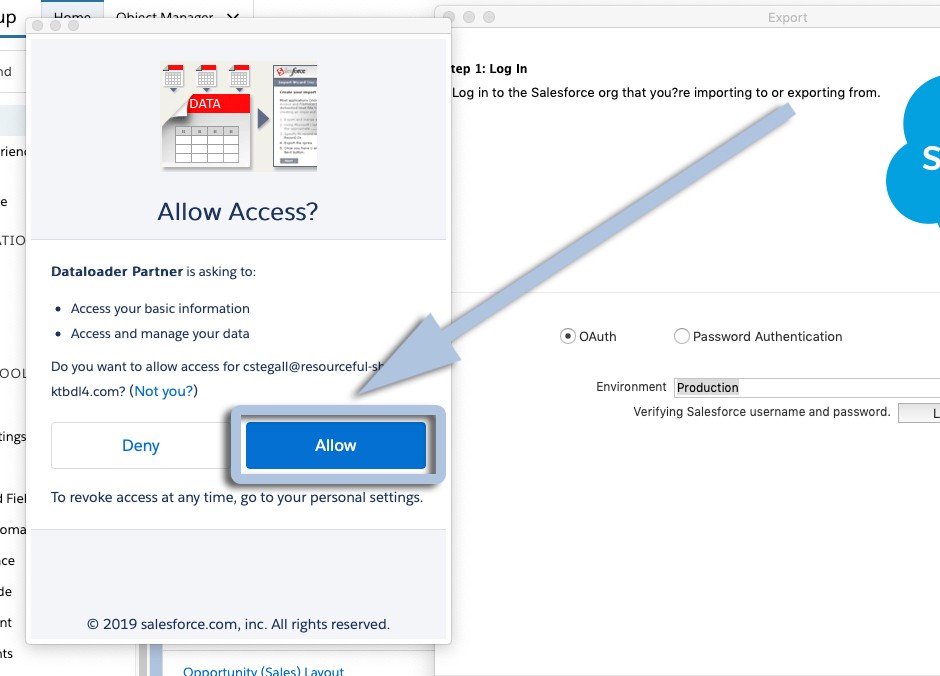 up Home Object Manager
nd
riend
e
ATIO
OOL
tings
d Fiel
oma
ce
de
nt
nts
DATA
Allow Access?
Dataloader Partner is asking to:
Access your basic information
Access and manage your data
Do you want to allow access for cstegall@resourceful-sh
ktbdl4.com? (Not you?)
Deny
Allow
To revoke access at any time, go to your personal settings.
© 2019 salesforce.com, inc. All rights reserved.
Opportunity (Sales) Layout
Export
tep 1: Log In
Log in to the Salesforce org that you?re importing to or exporting from.
S
OAuth
Password Authentication
Environment Production
Verifying Salesforce username and password.
L